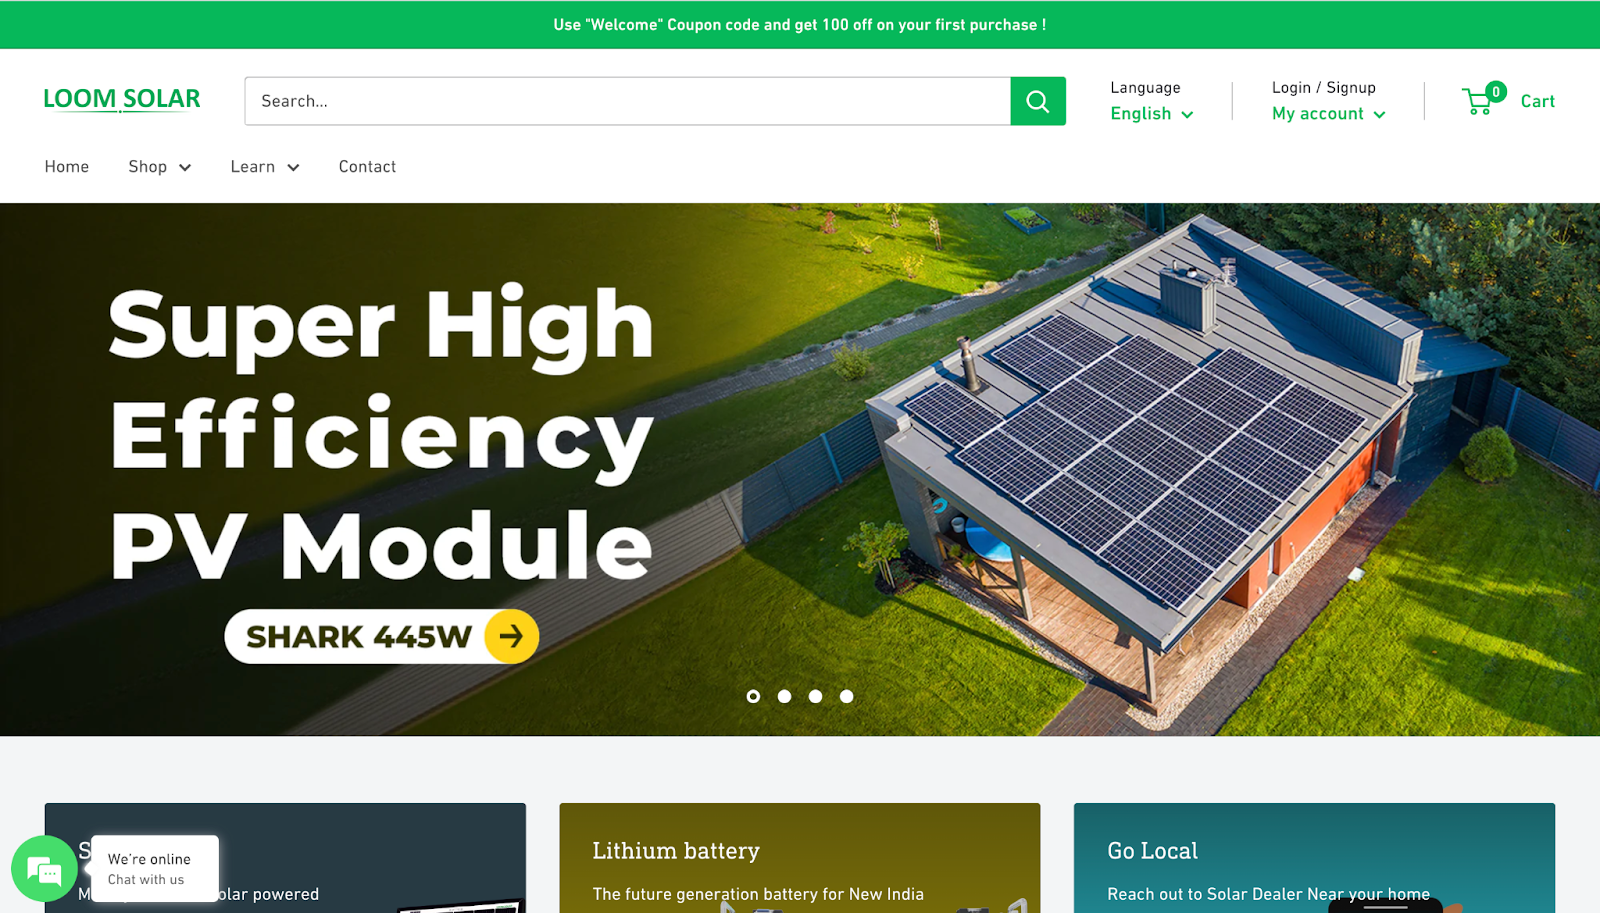 Use "Welcome" Coupon code and get 100 off on your first purchase !
LOOM SOLAR
Search...
Language
English
Login / Signup
My account
0
Cart
Home
Shop
Learn
Contact
Super High
Efficiency
PV Module
SHARK 445W
We're online
Chat with us
olar powered
Lithium battery
The future generation battery for New India
Go Local
Reach out to Solar Dealer Near your home